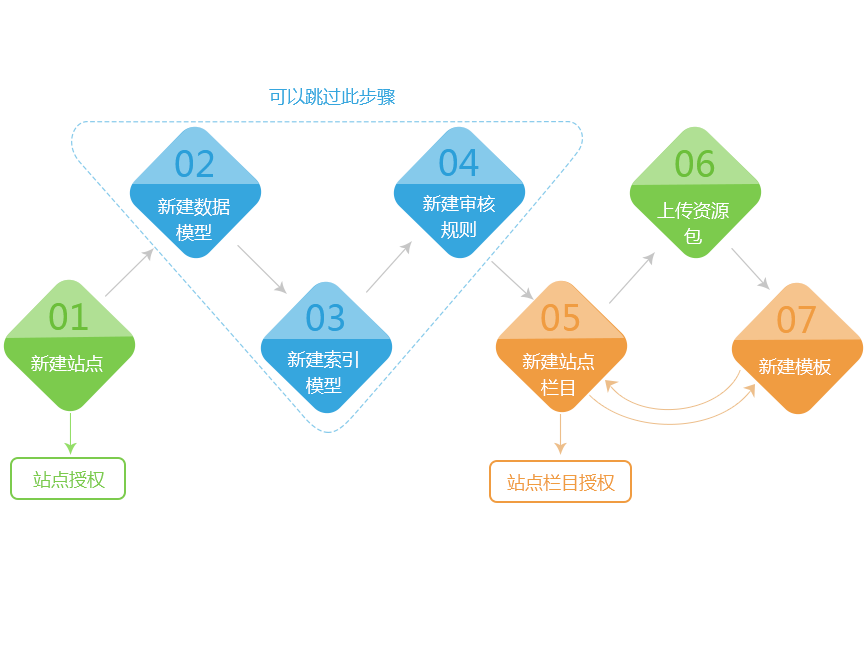 可以跳过此步骤
01
新建站点
站点授权
02
新建数据
模型
03
新建索引
模型
04
新建审核
规则
05
新建站点
栏目
站点栏目授权
06
上传资源
包
07
新建模板